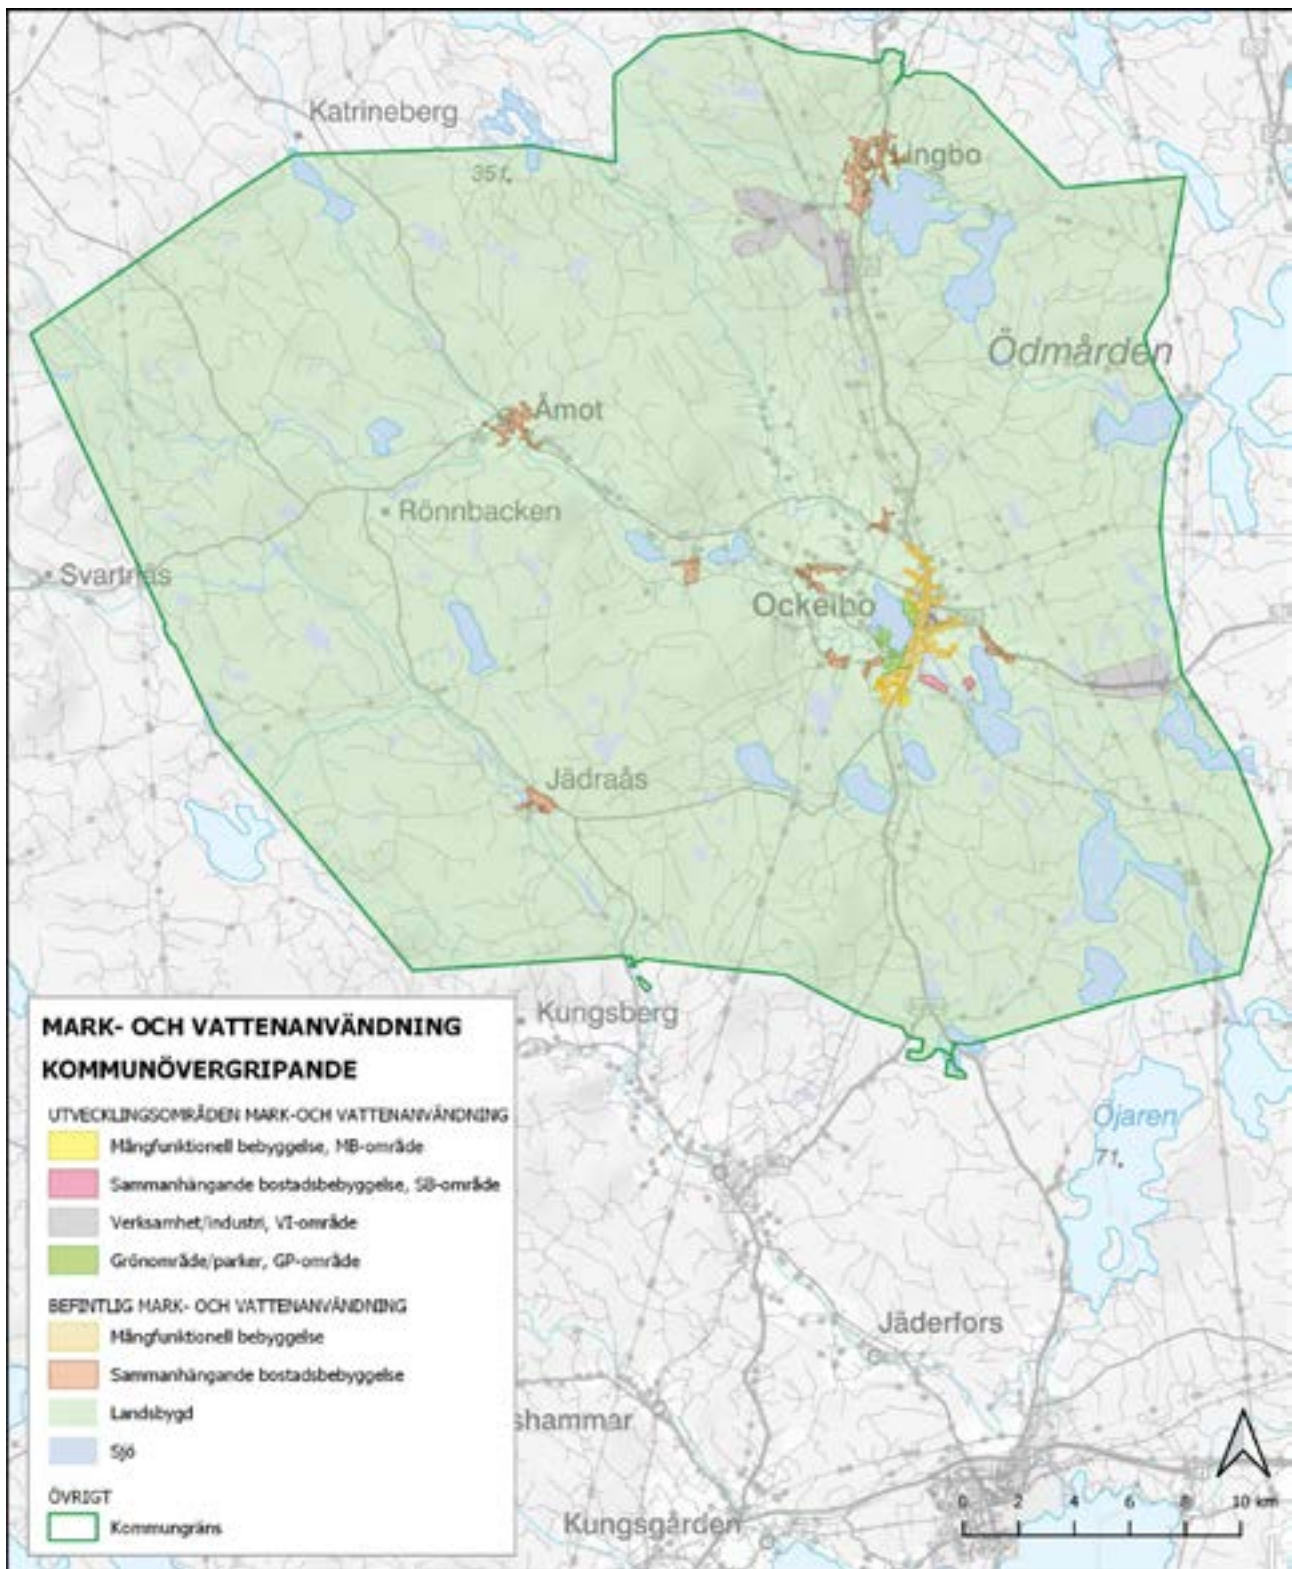 Katrineberg
35 f.
Lingbo
Ödmården
Åmot
Rönnbacken
Svartnäs
Ockelbo
Jädraås
Kungsberg
Öjaren
71
Jäderfors
shammar
Kungsgården
MARK- OCH VATTENANVÄNDNING
KOMMUNÖVERGRIPANDE
UTVECKLINGSOMRÅDEN MARK-OCH VATTENANVÄNDNING
Mångfunktionell bebyggelse, MB-område
Sammanhängande bostadsbebyggelse, SB-område
Verksamhet/industri, VI-område
Grönområde/parker, GP-område
BEFINTLIG MARK- OCH VATTENANVÄNDNING
Mångfunktionell bebyggelse
Sammanhängande bostadsbebyggelse
Landsbygd
Sjö
ÖVRIGT
Kommungräns
0 2 4 6 8 10 km